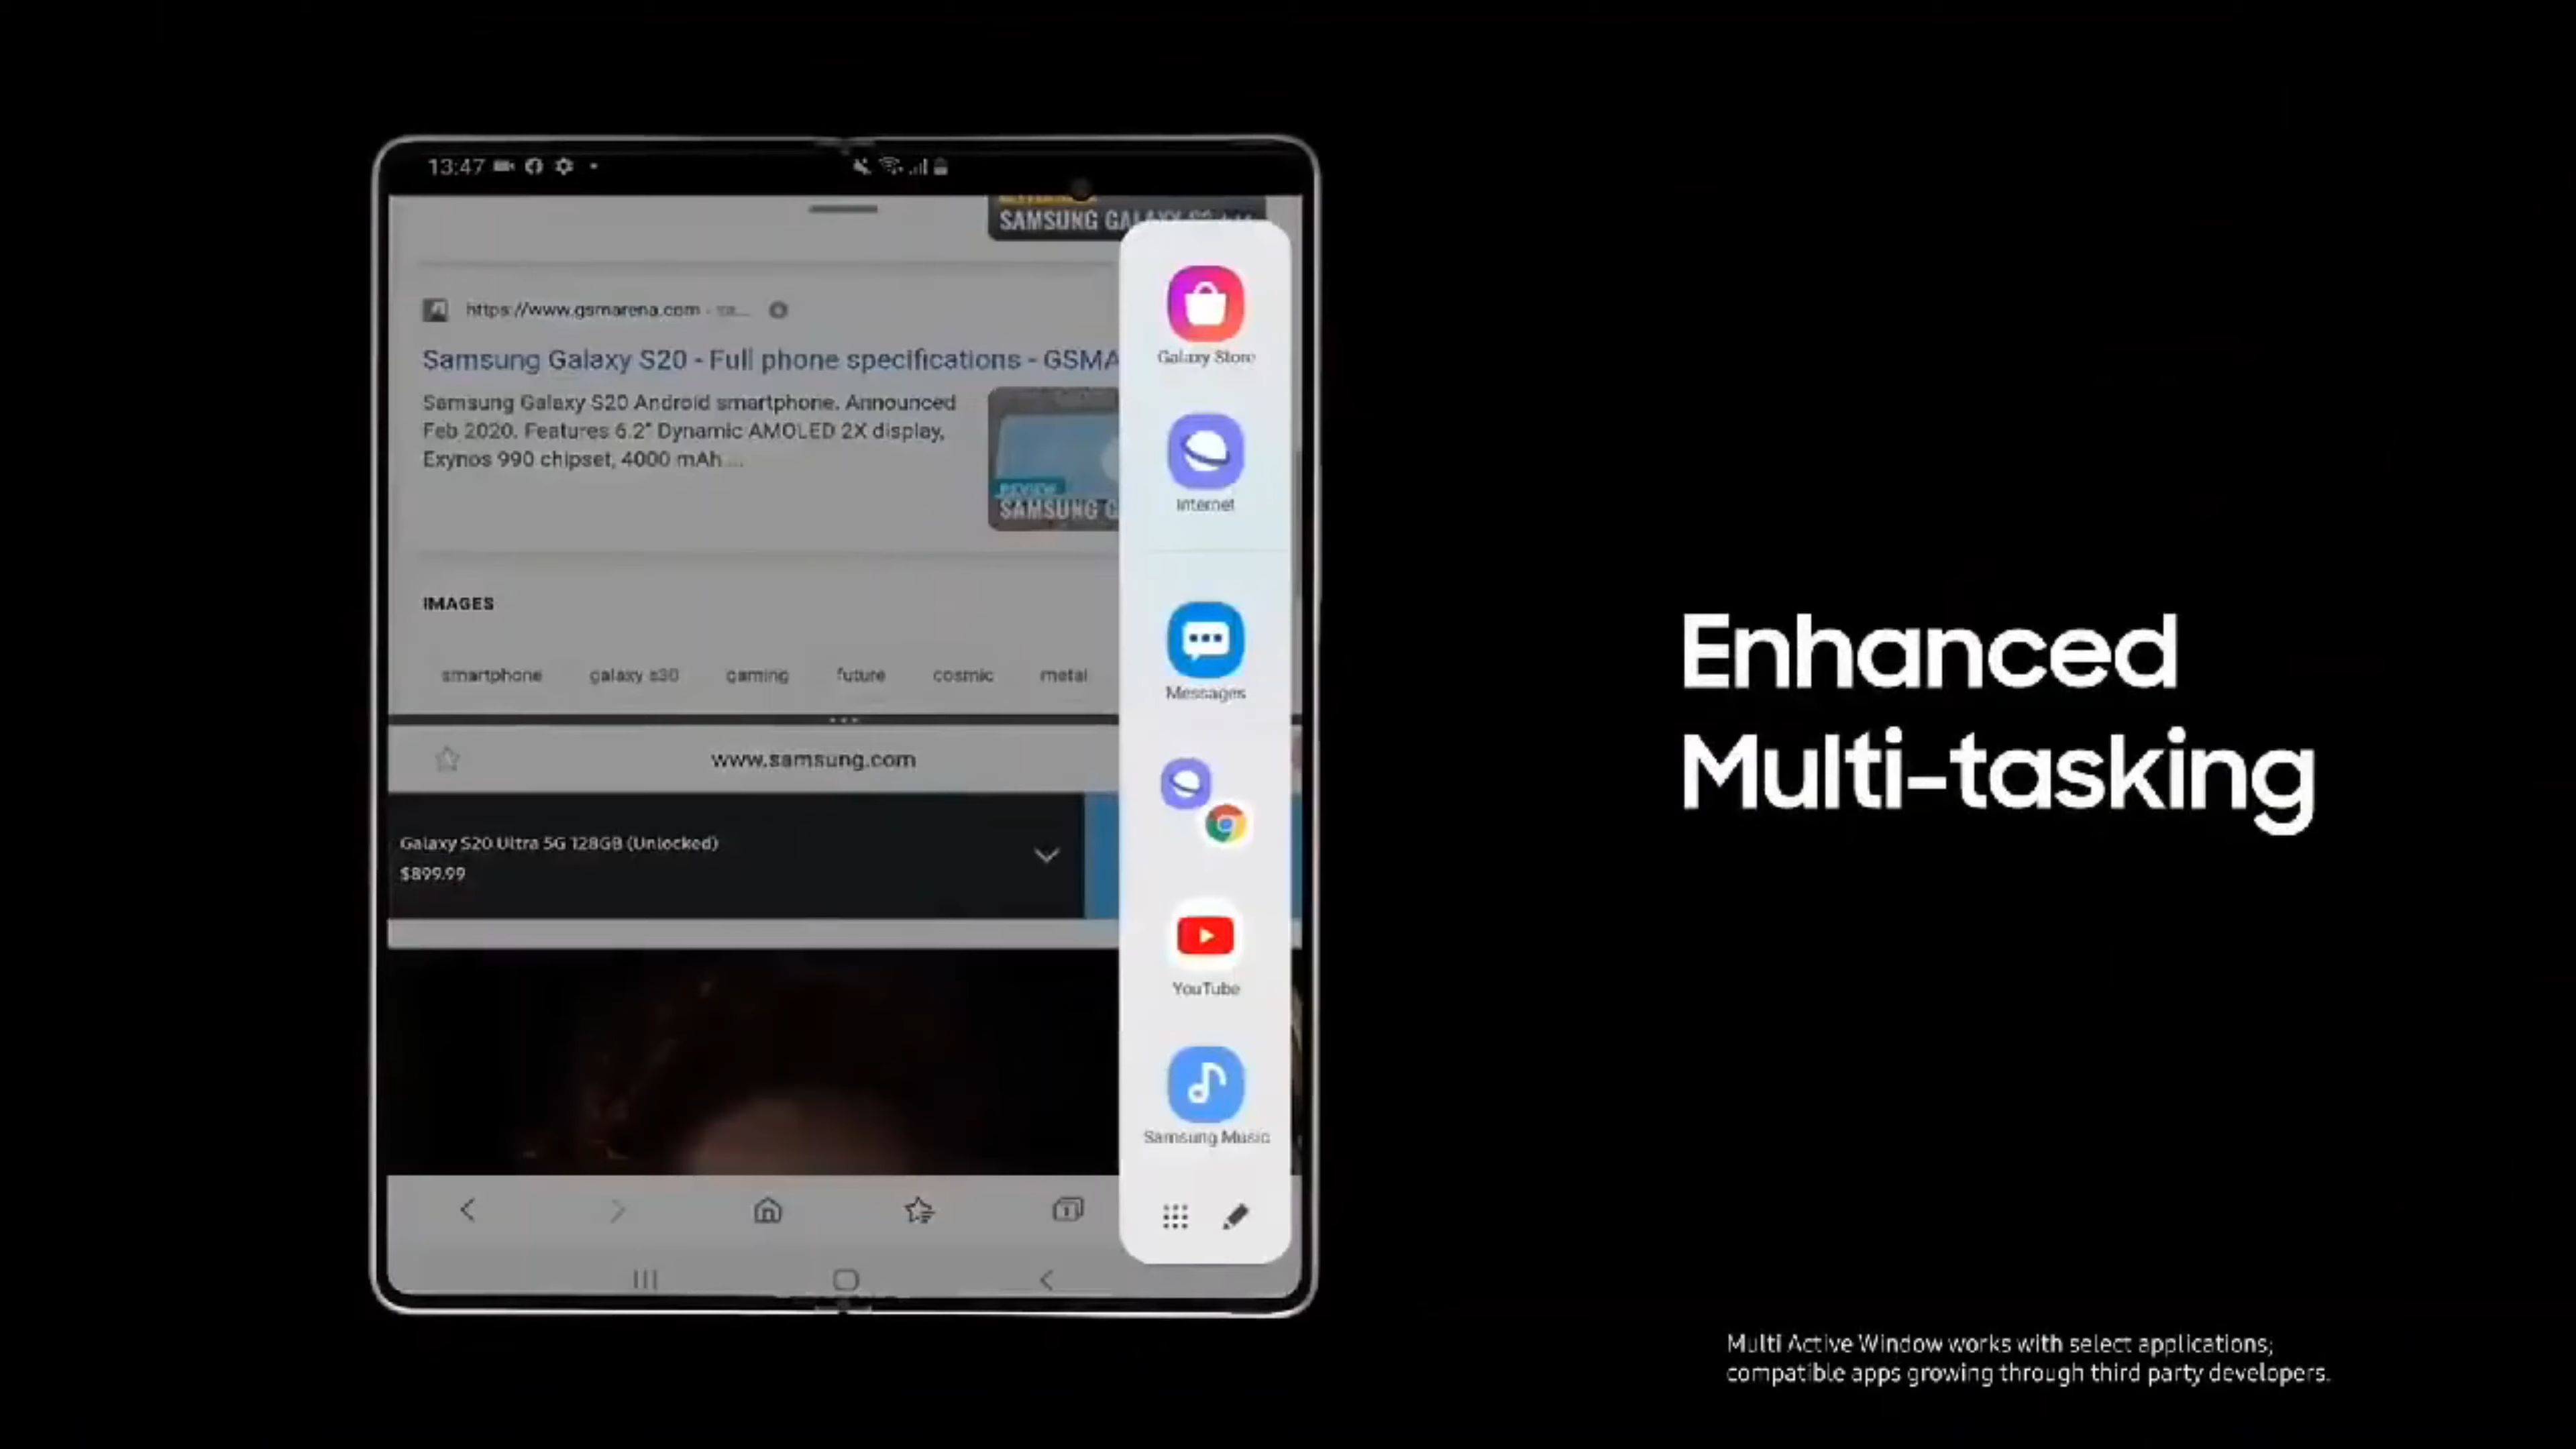 13:47
SAMSUNG GALAXY
https://www.gsmarena.com
Samsung Galaxy S20 - Full phone specifications - GSMA
Samsung Galaxy S20 Android smartphone. Announced
Feb 2020. Features 6.2" Dynamic AMOLED 2X display,
Exynos 990 chipset, 4000 mAh ...
REVIEW
SAMSUNG G
IMAGES
smartphone galaxy s30 gaming future cosmic metal
www.samsung.com
Galaxy S20 Ultra 5G 128GB (Unlocked)
$899.99
Galaxy Store
Internet
Messages
YouTube
Samsung Music
1
Enhanced
Multi-tasking
Multi Active Window works with select applications;
compatible apps growing through third party developers.